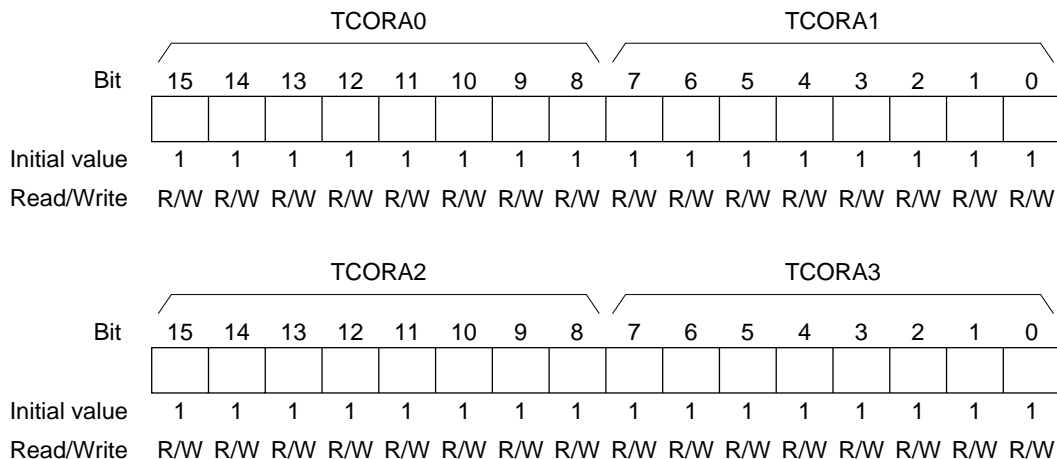 TCORA0 TCORA1
Bit 15 14 13 12 11 10 9 8 7 6 5 4 3 2 1 0
Initial value 1 1 1 1 1 1 1 1 1 1 1 1 1 1 1 1
Read/Write R/W R/W R/W R/W R/W R/W R/W R/W R/W R/W R/W R/W R/W R/W R/W R/W
TCORA2 TCORA3
Bit 15 14 13 12 11 10 9 8 7 6 5 4 3 2 1 0
Initial value 1 1 1 1 1 1 1 1 1 1 1 1 1 1 1 1
Read/Write R/W R/W R/W R/W R/W R/W R/W R/W R/W R/W R/W R/W R/W R/W R/W R/W